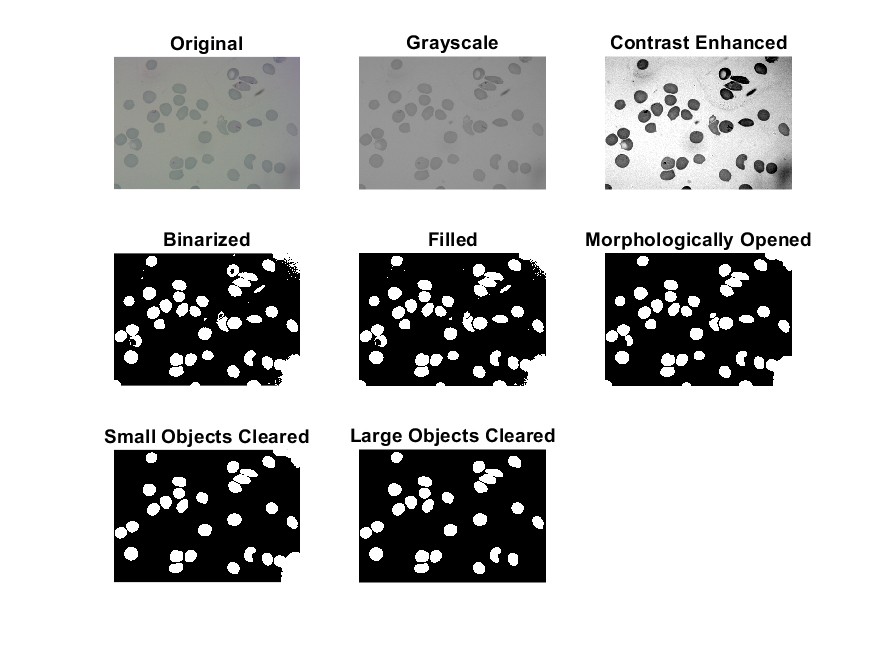 Original
Grayscale
Contrast Enhanced
Binarized
Filled
Morphologically Opened
Small Objects Cleared
Large Objects Cleared